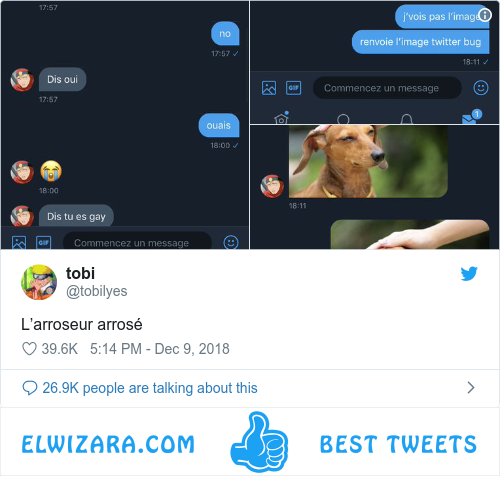 17:57
no
17:57 ✓
Dis oui
17:57
ouais
18:00 ✓
18:00
Dis tu es gay
GIF
Commencez un message
j'vois pas l'image
renvoie l'image twitter bug
18:11 ✓
GIF
Commencez un message
1
18:11
tobi
@tobilyes
L'arroseur arrosé
39.6K 5:14 PM - Dec 9, 2018
26.9K people are talking about this
ELWIZARA.COM BEST TWEETS